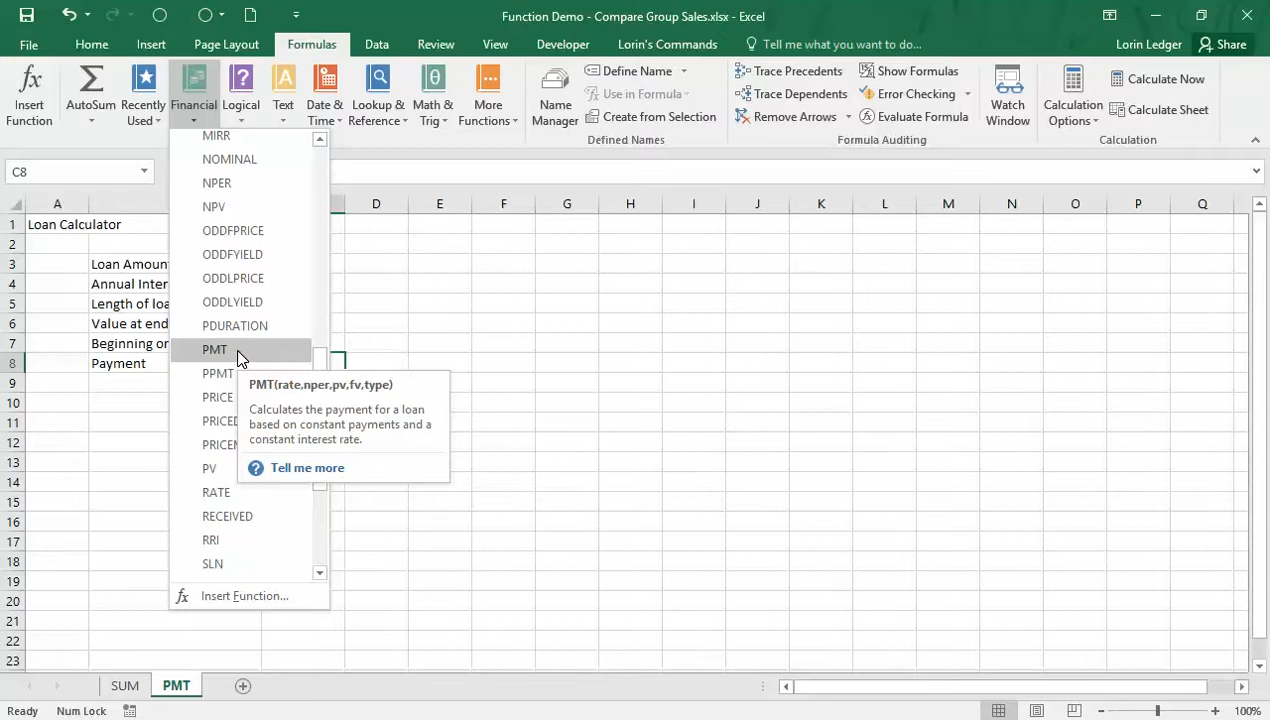 Function Demo - Compare Group Sales.xlsx - Excel
File Home Insert Page Layout Formulas Data Review View Developer Lorin's Commands Tell me what you want to do... Lorin Ledger Share
Insert Function
AutoSum
Recently Used
Financial
Logical
Text
Date & Time
Lookup & Reference
Math & Trig
More Functions
Name Manager
Define Name
Use in Formula
Create from Selection
Defined Names
Trace Precedents
Trace Dependents
Remove Arrows
Show Formulas
Error Checking
Evaluate Formula
Formula Auditing
Watch Window
Calculation Options
Calculate Now
Calculate Sheet
Calculation
C8
A D E F G H I J K L M N O P Q
1 Loan Calculator
2
3 Loan Amoun
4 Annual Inter
5 Length of loa
6 Value at end
7 Beginning or
8 Payment
9
10
11
12
13
14
15
16
17
18
19
20
21
22
23
MIRR
NOMINAL
NPER
NPV
ODDFPRICE
ODDFYIELD
ODDLPRICE
ODDLYIELD
PDURATION
PMT
PPMT
PRICE
PRICED
PRICEM
PV
RATE
RECEIVED
RRI
SLN
fx Insert Function...
PMT(rate,nper,pv,fv,type)
Calculates the payment for a loan
based on constant payments and a
constant interest rate.
? Tell me more
SUM PMT
Ready Num Lock 100%